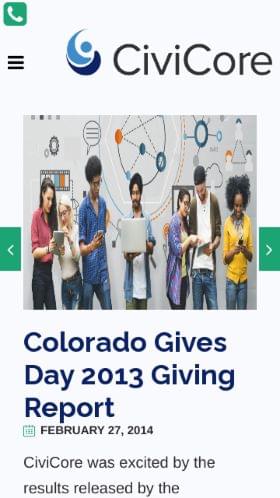 CiviCore
Colorado Gives
Day 2013 Giving
Report
FEBRUARY 27, 2014
CiviCore was excited by the
results released by the